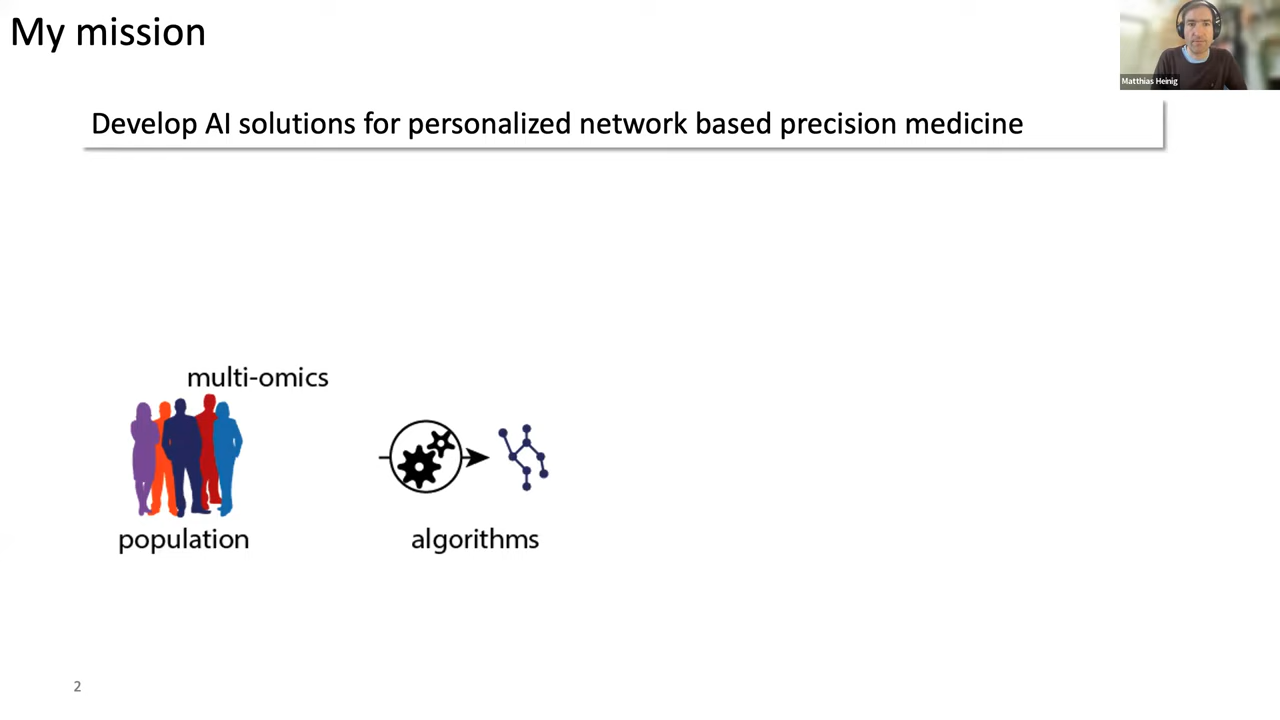 My mission
Matthias Heinig
Develop AI solutions for personalized network based precision medicine
multi-omics
population
algorithms
2